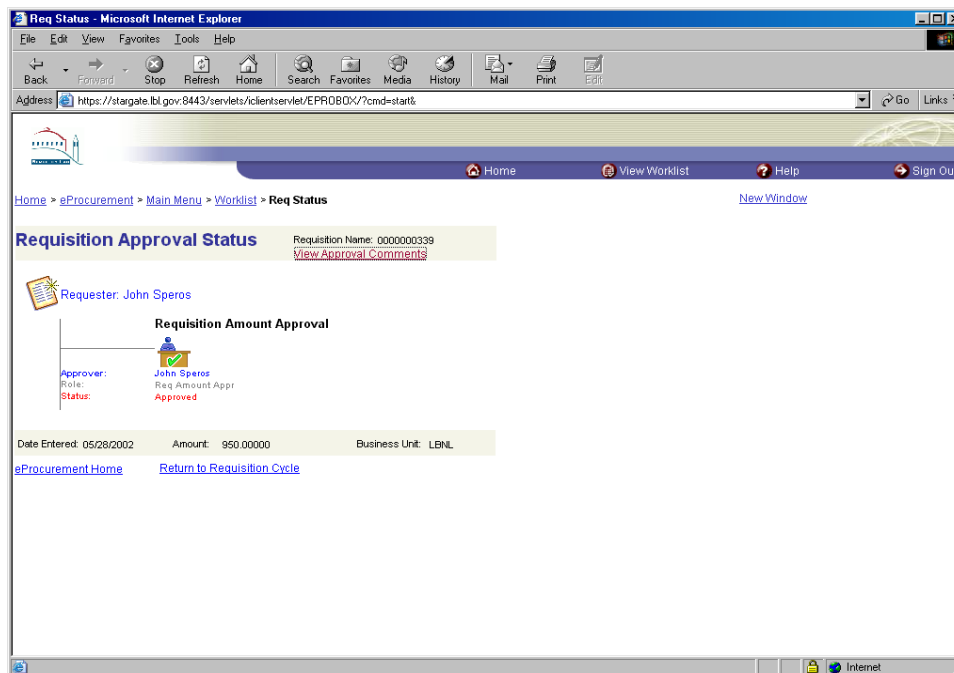 Req Status - Microsoft Internet Explorer
File Edit View Favorites Tools Help
Back Forward Stop Refresh Home Search Favorites Media History Mail Print Edit
Address https://stargate.lbl.gov:8443/servlets/iclientservlet/EPROBOX/?cmd=start& Go Links
Home View Worklist Help Sign Ou
Home > eProcurement > Main Menu > Worklist > Req Status New Window
Requisition Approval Status Requisition Name: 0000000339
View Approval Comments
Requester: John Speros
Requisition Amount Approval
Approver: John Speros
Role: Req Amount Appr
Status: Approved
Date Entered: 05/28/2002 Amount: 950.00000 Business Unit: LBNL
eProcurement Home Return to Requisition Cycle
Internet